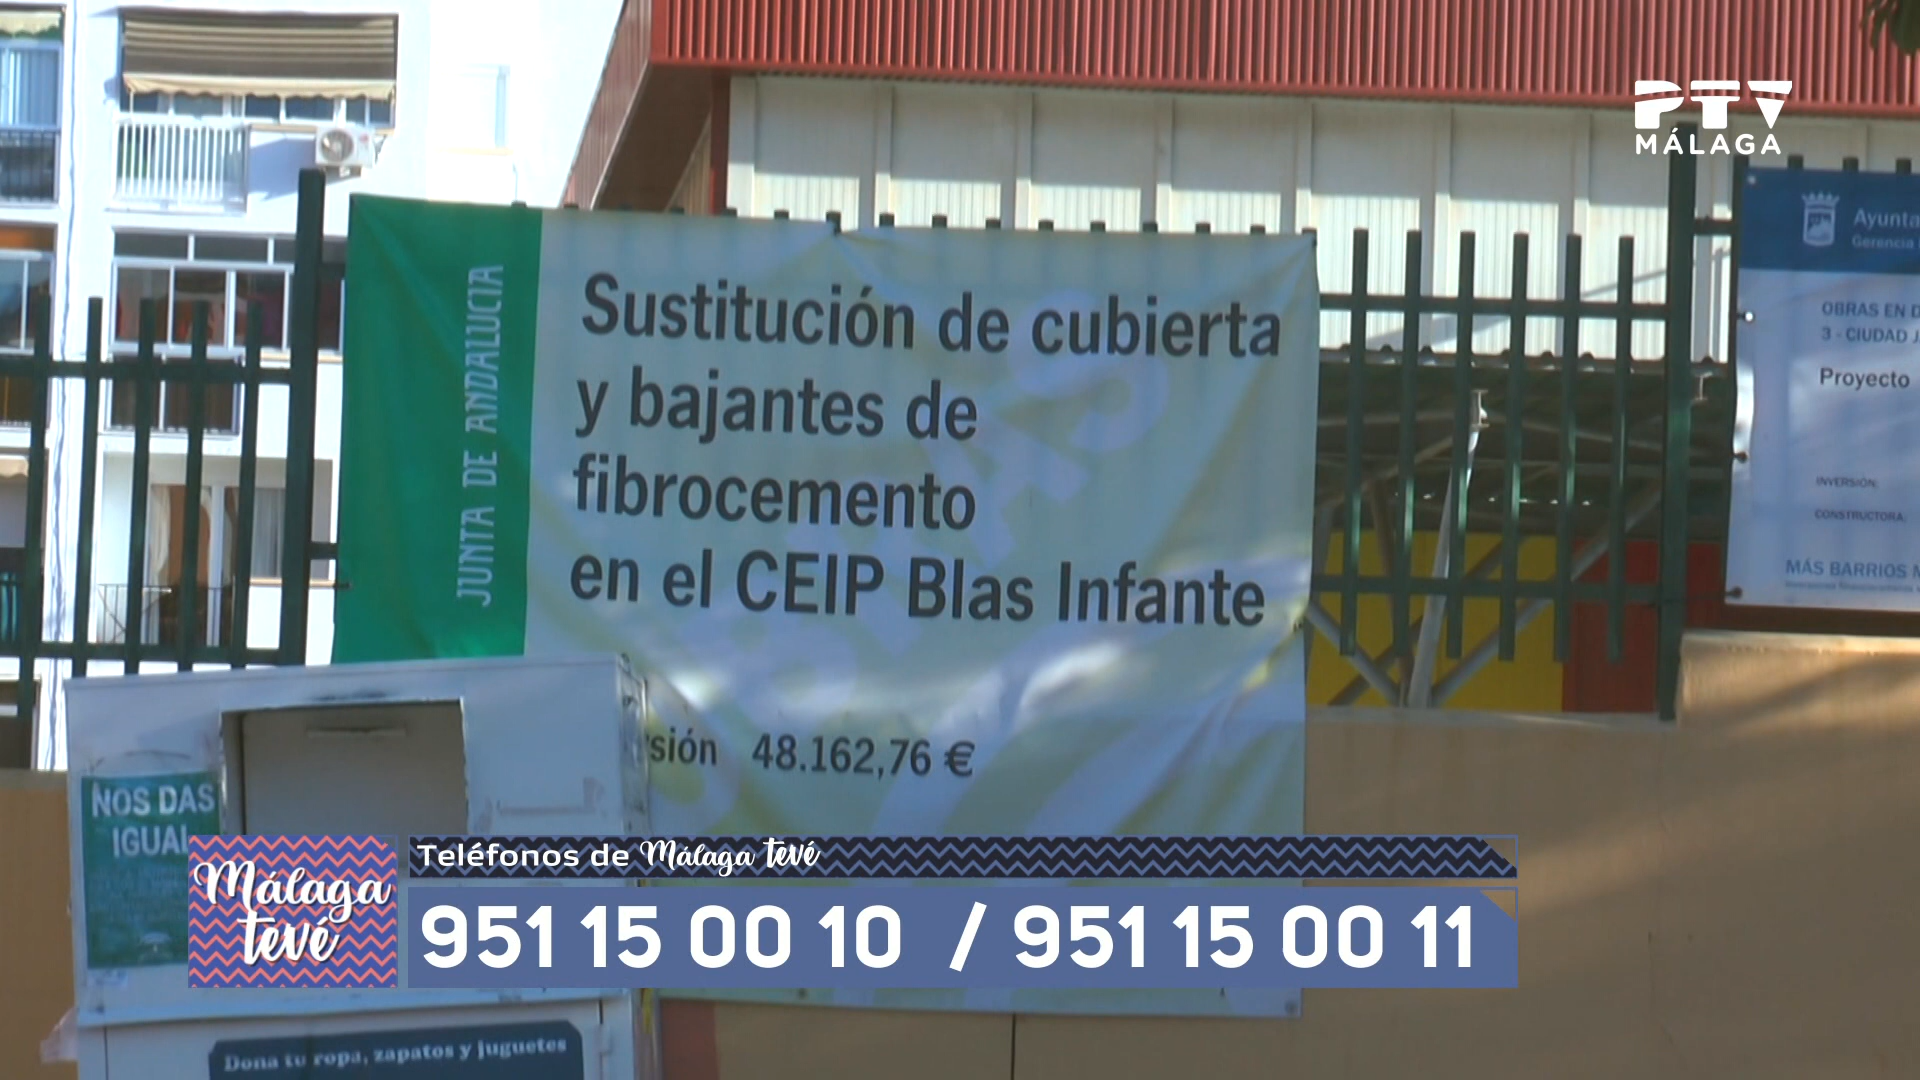 PTV
MÁLAGA
JUNTA DE ANDALUCIA
Sustitución de cubierta
y bajantes de
fibrocemento
en el CEIP Blas Infante
sión 48.162,76 €
Ayunta
Gerencia
OBRAS EN D
3 - CIUDAD J
Proyecto
INVERSIÓN:
CONSTRUCTORA:
MÁS BARRIOS M
NOS DAS
IGUAL
Málaga
tevé
Teléfonos de Málaga tevé
951 15 00 10 / 951 15 00 11
Dona tu ropa, zapatos y juguetes